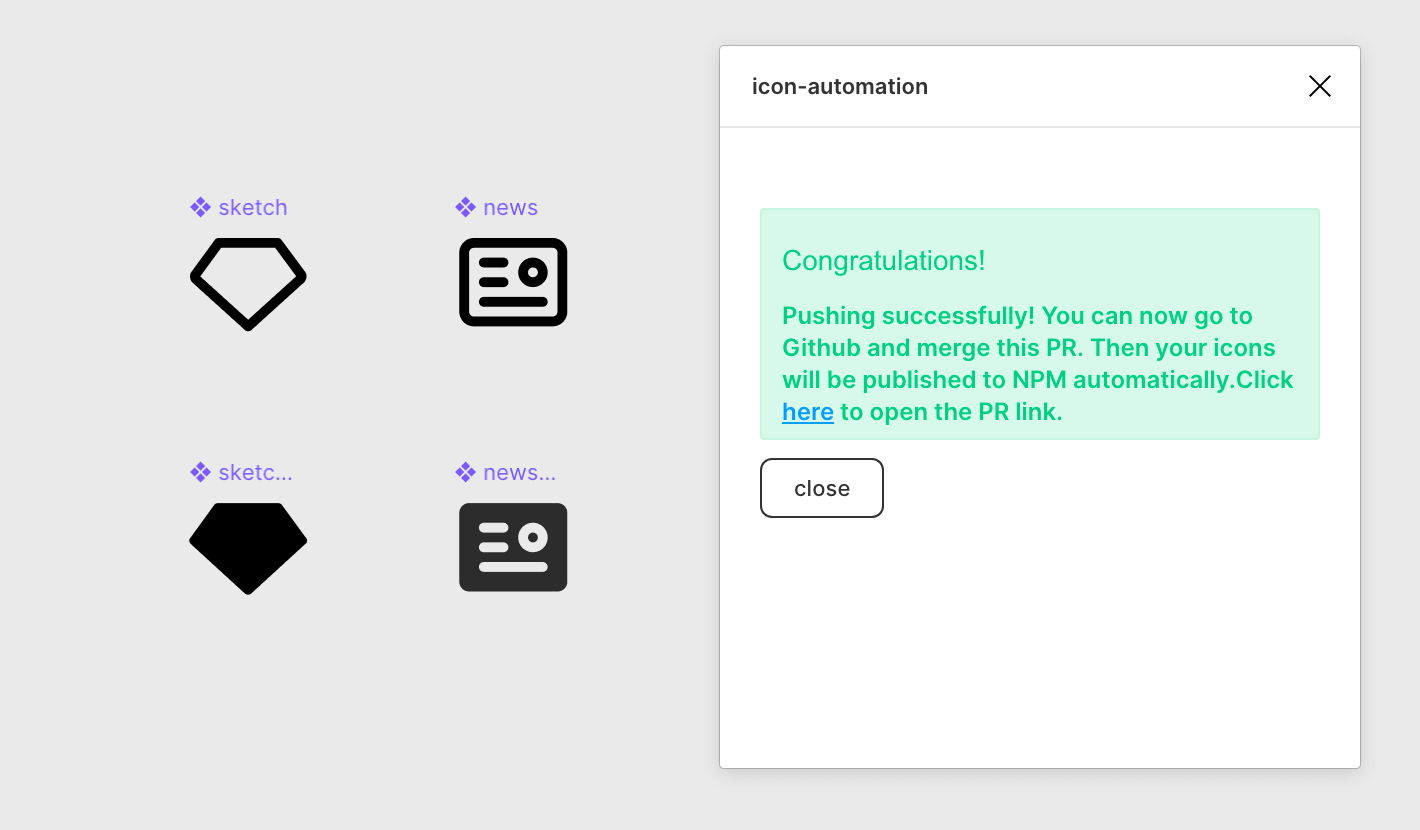 sketch
news
sketc...
news...
icon-automation
Congratulations!
Pushing successfully! You can now go to
Github and merge this PR. Then your icons
will be published to NPM automatically.Click
here to open the PR link.
close